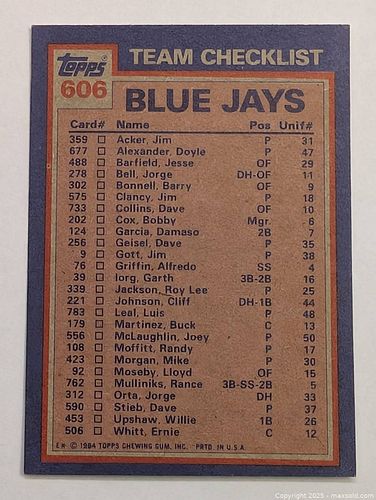 topps
TEAM CHECKLIST
606
BLUE JAYS
Card# Name Pos Unif#
359 Acker, Jim P 31
677 Alexander, Doyle P 47
488 Barfield, Jesse OF 29
278 Bell, Jorge DH-OF 11
302 Bonnell, Barry OF 9
575 Clancy, Jim P 18
733 Collins, Dave OF 10
202 Cox, Bobby Mgr. 6
124 Garcia, Damaso 2B 7
256 Geisel, Dave P 35
9 Gott, Jim P 38
76 Griffin, Alfredo SS 4
39 Iorg, Garth 3B-2B 16
339 Jackson, Roy Lee P 25
221 Johnson, Cliff DH-1B 44
783 Leal, Luis P 48
179 Martinez, Buck C 13
556 McLaughlin, Joey P 50
108 Moffitt, Randy P 17
423 Morgan, Mike P 30
92 Moseby, Lloyd OF 15
762 Mulliniks, Rance 3B-SS-2B 5
312 Orta, Jorge DH 33
590 Stieb, Dave P 37
453 Upshaw, Willie 1B 26
506 Whitt, Ernie C 12
© 1984 TOPPS CHEWING GUM, INC. PRTD. IN U.S.A.
Copyright © 2025 - maxsold.com